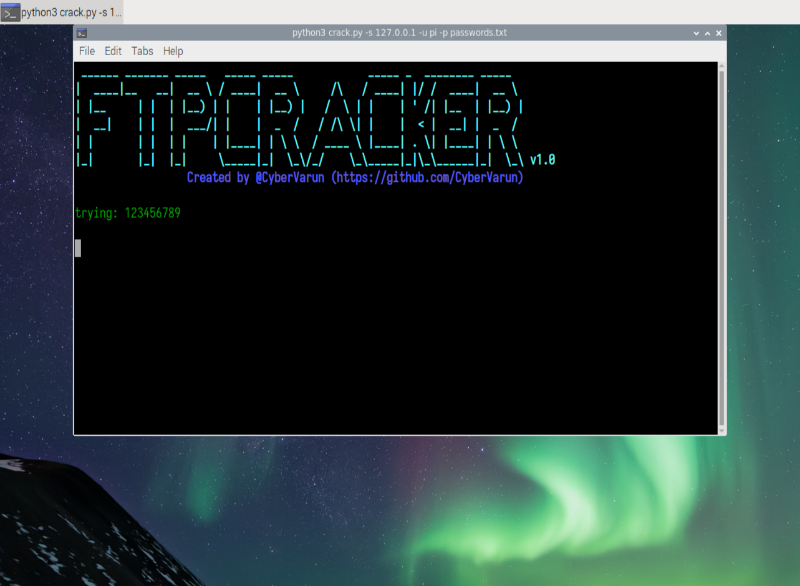 python3 crack.py -s 1...
python3 crack.py -s 127.0.0.1 -u pi -p passwords.txt
File Edit Tabs Help
FTPCRACKER v1.0
Created by @CyberVarun (https://github.com/CyberVarun)
trying: 123456789